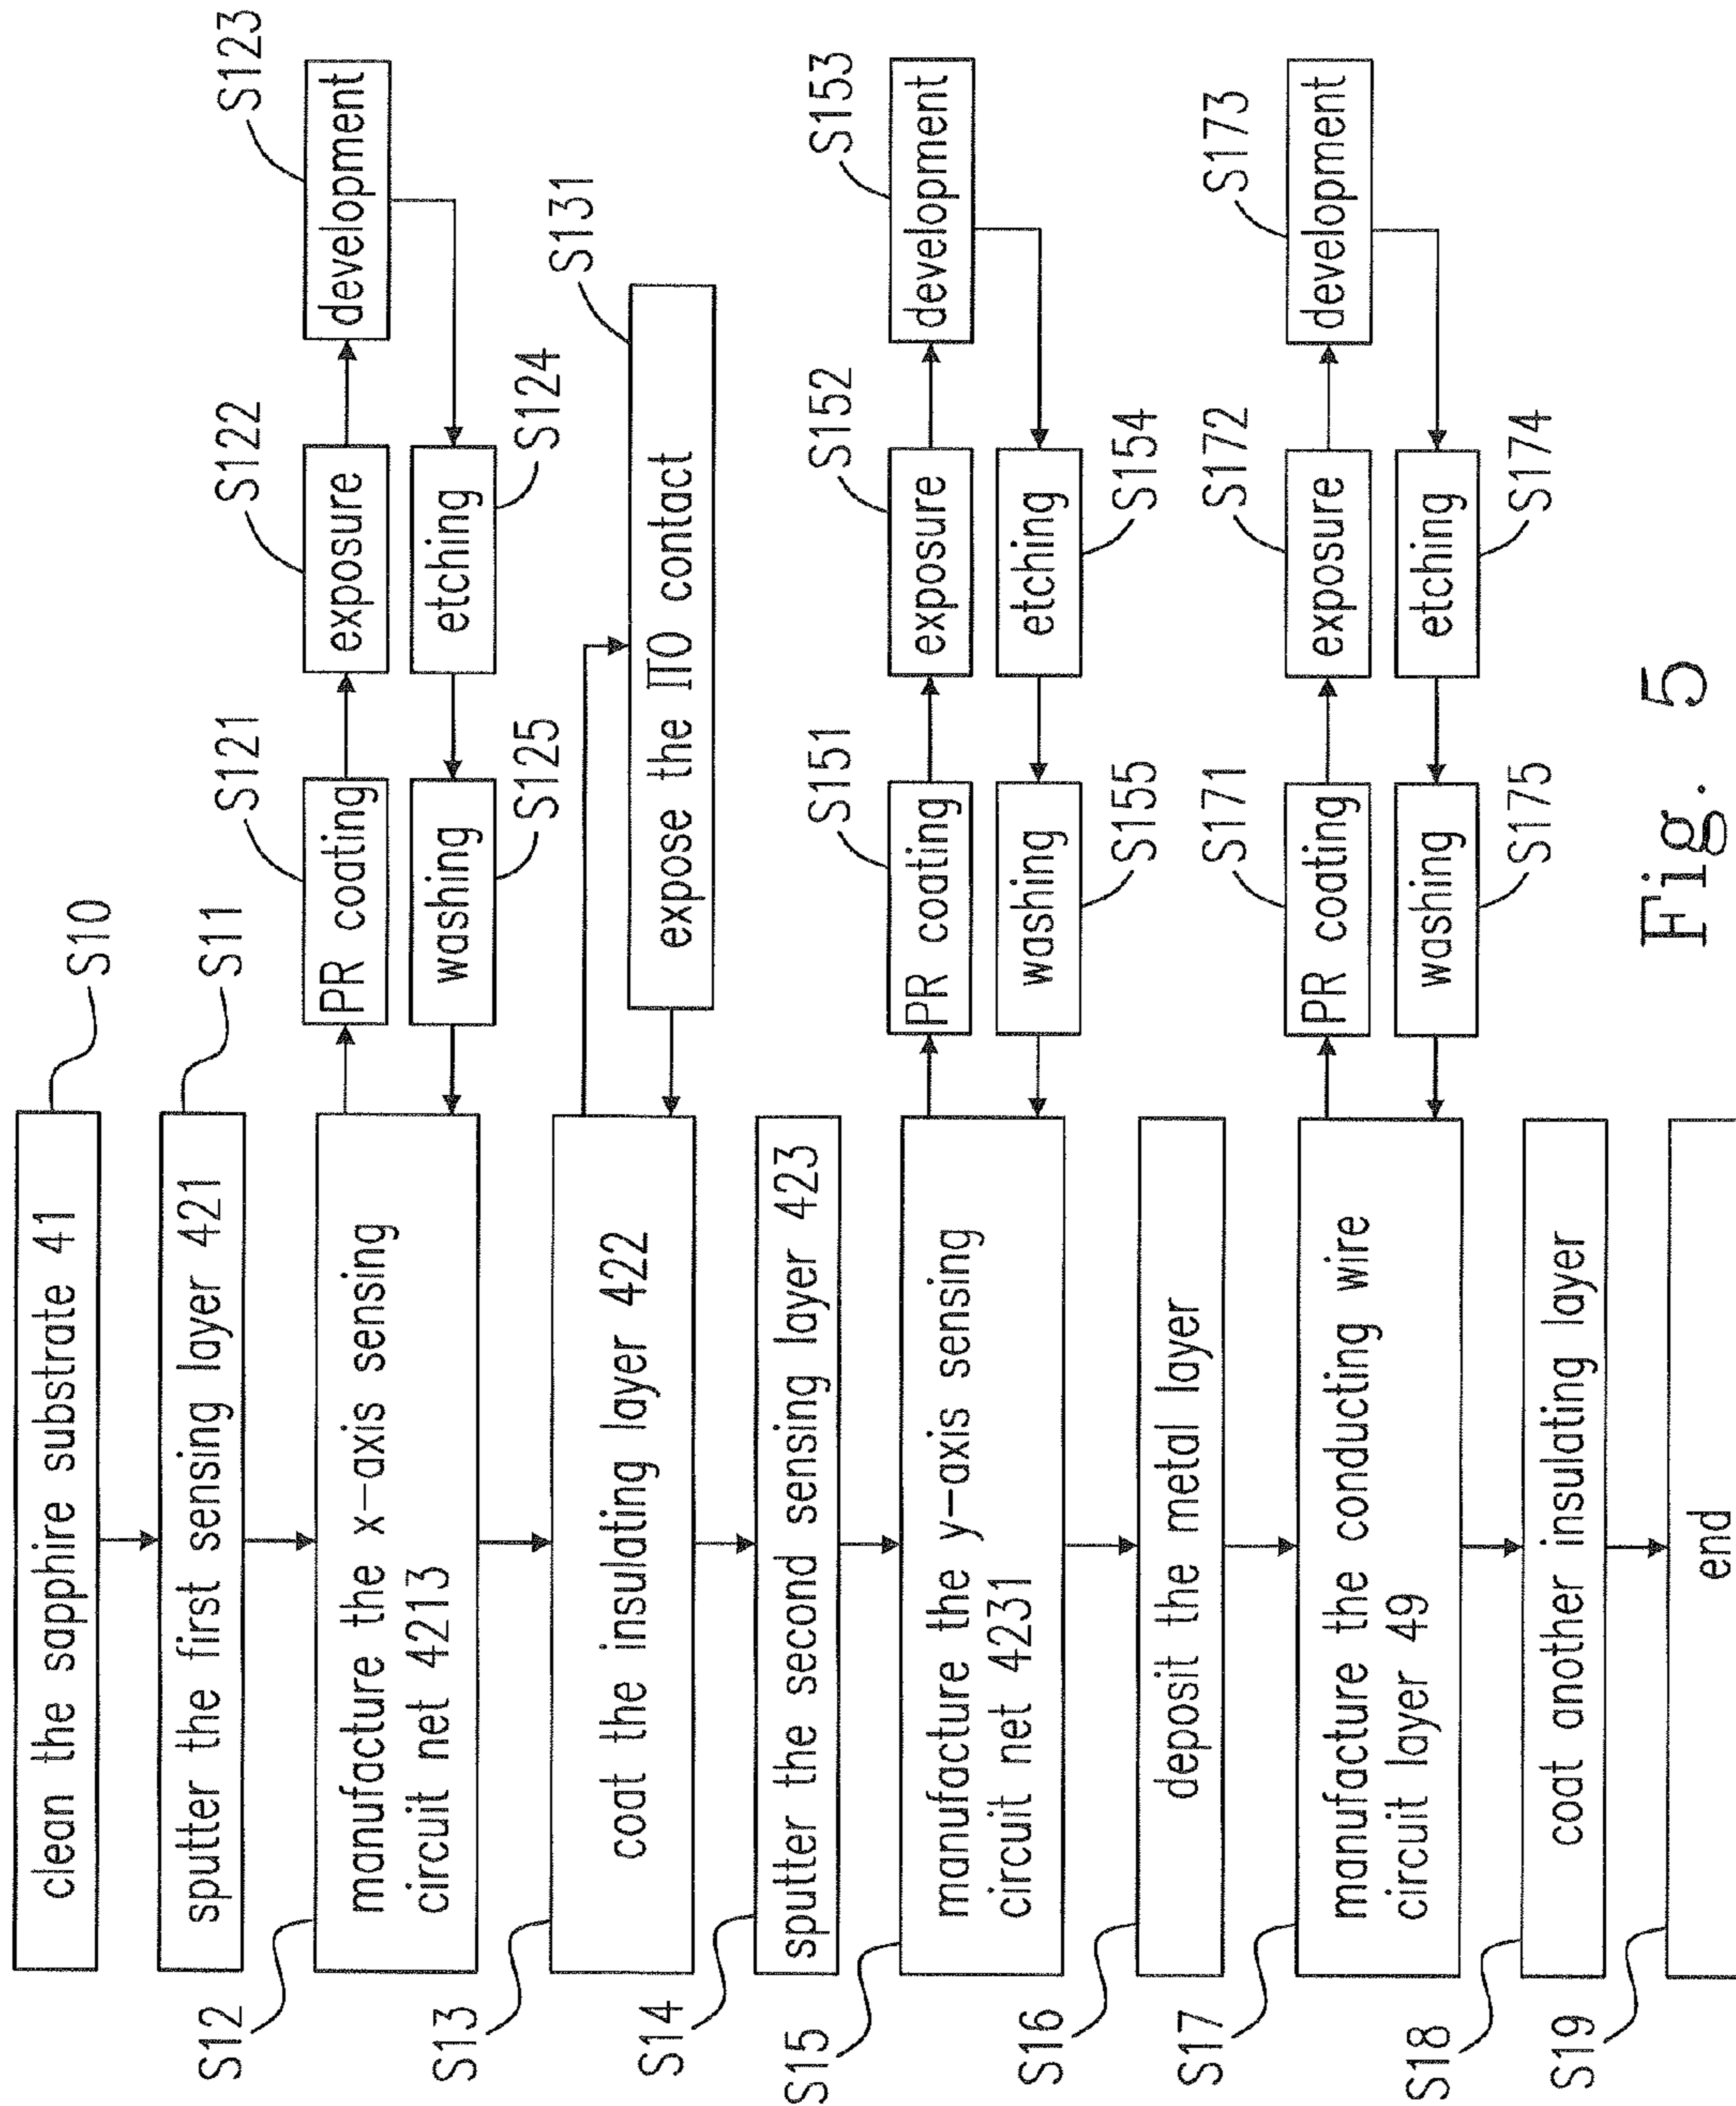 S10
clean the sapphire substrate 41
S11
sputter the first sensing layer 421
S12
manufacture the x-axis sensing
circuit net 4213
S121
PR coating
S122
exposure
S123
development
S124
etching
S125
washing
S13
coat the insulating layer 422
S131
expose the ITO contact
S14
sputter the second sensing layer 423
S15
manufacture the y-axis sensing
circuit net 4231
S151
PR coating
S152
exposure
S153
development
S154
etching
S155
washing
S16
deposit the metal layer
S17
manufacture the conducting wire
circuit layer 49
S171
PR coating
S172
exposure
S173
development
S174
etching
S175
washing
S18
coat another insulating layer
S19
end
Fig. 5